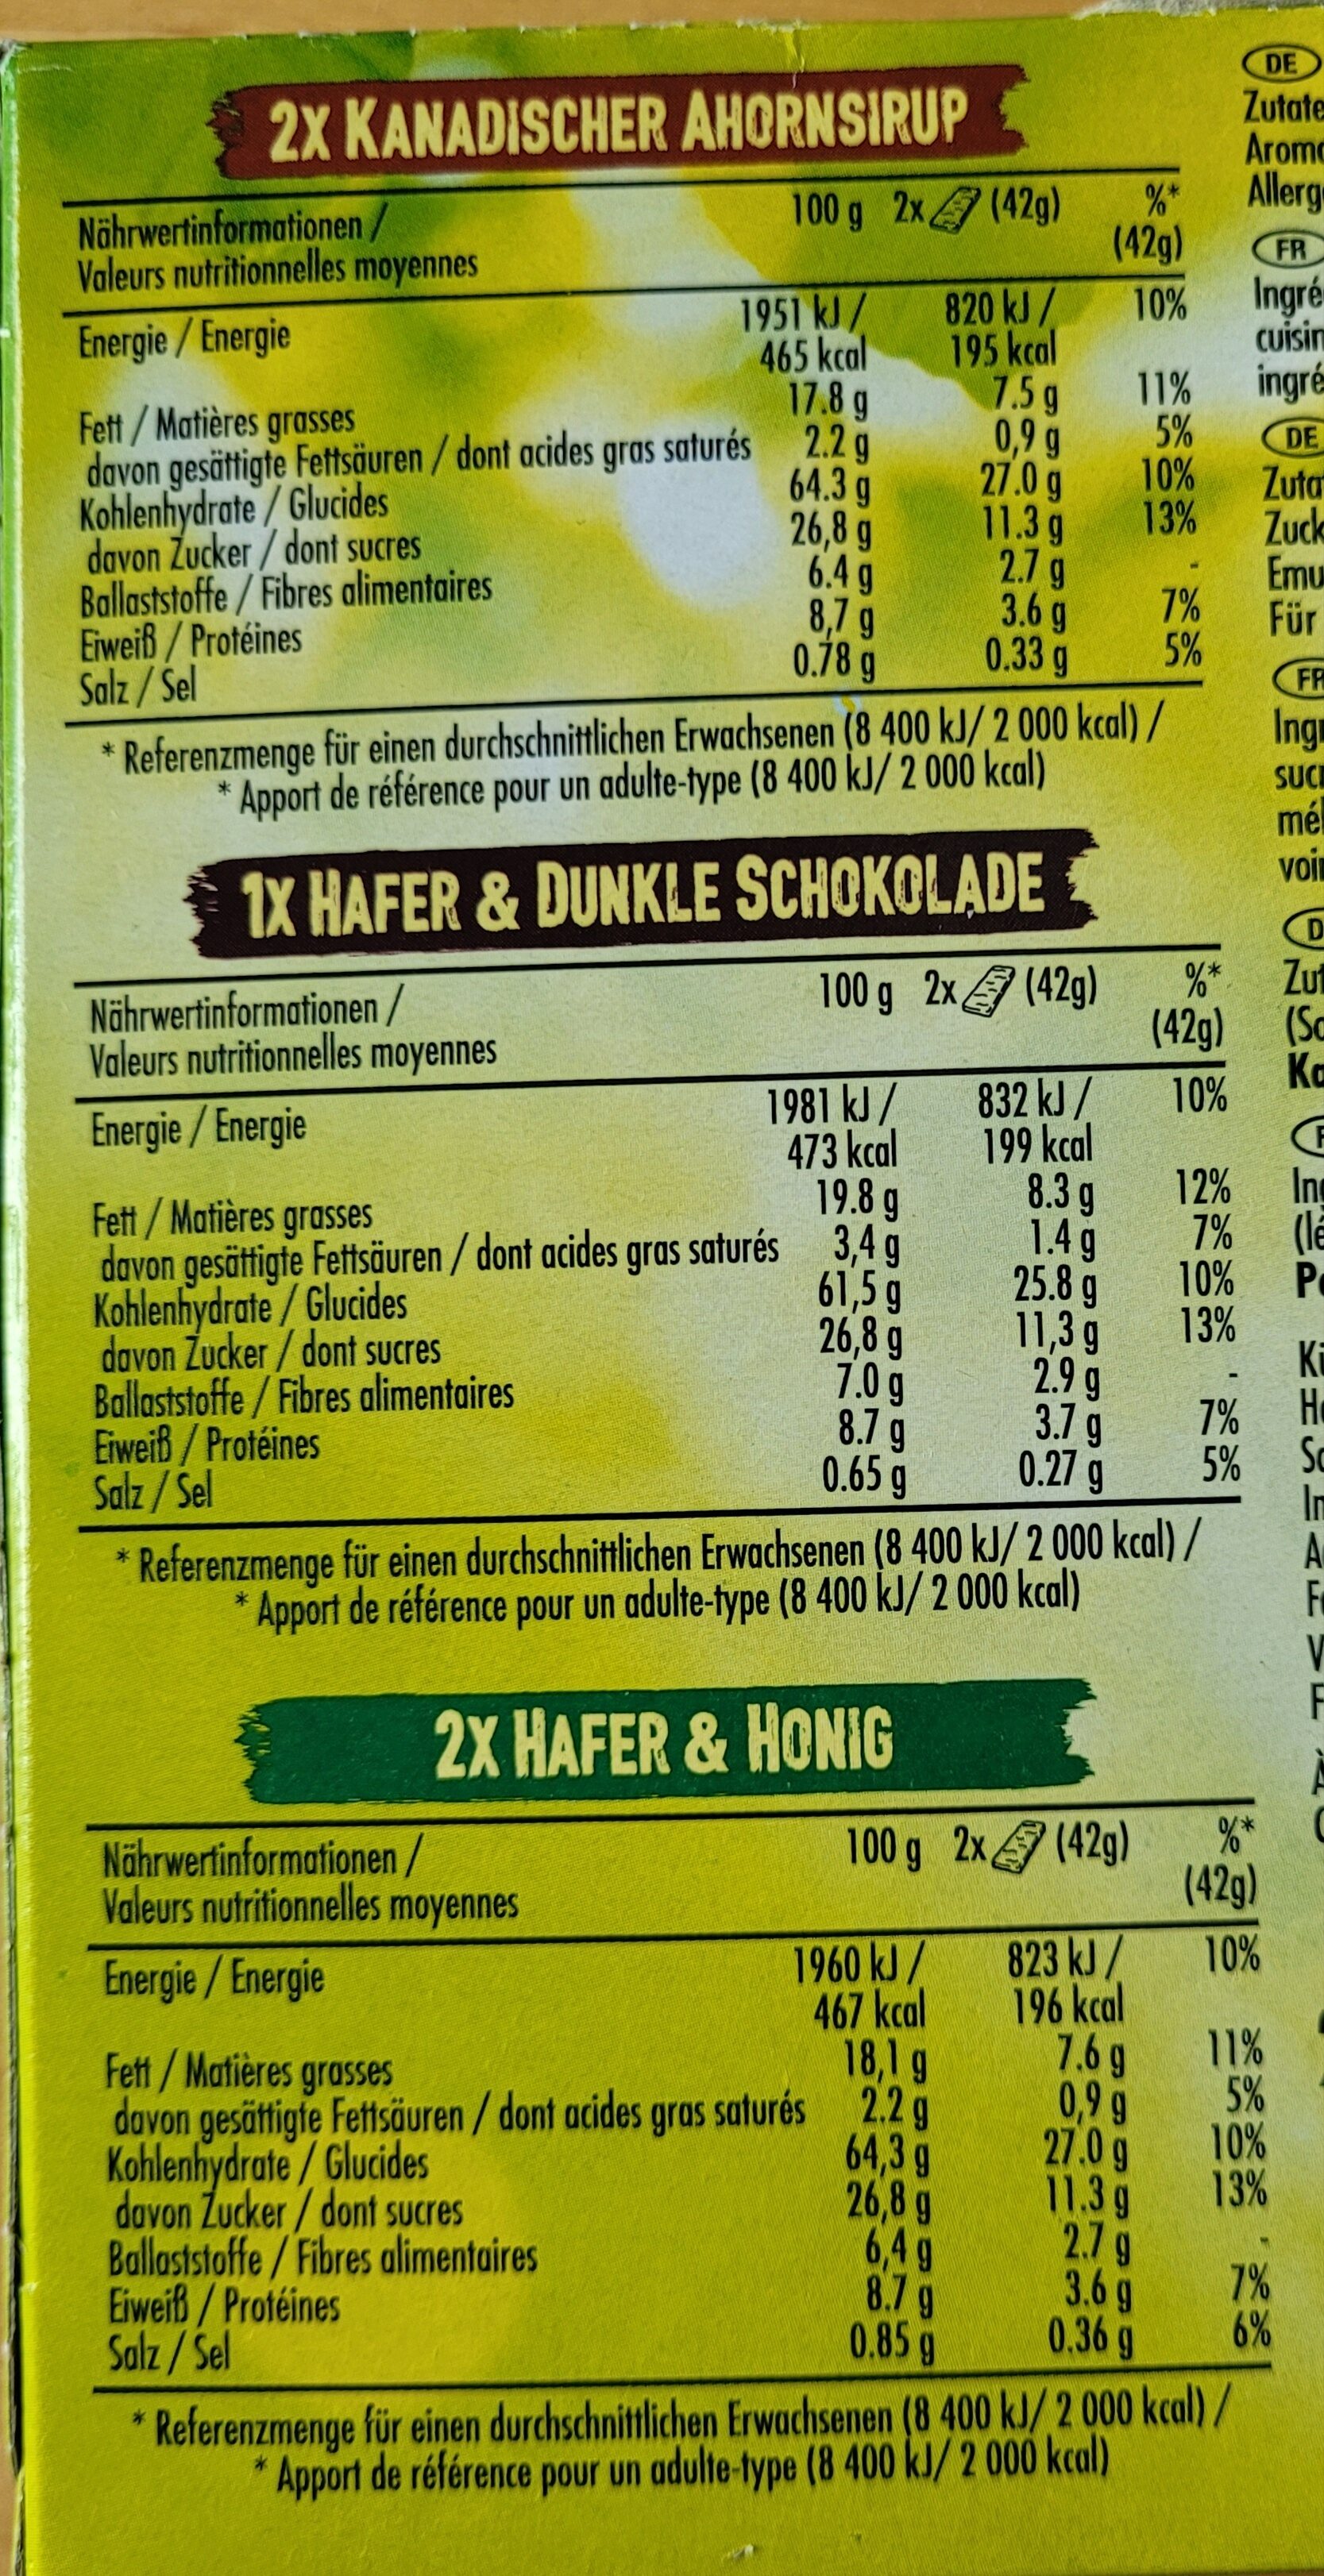 2X KANADISCHER AHORNSIRUP
Nährwertinformationen / 100 g 2x (42g) %*
Valeurs nutritionnelles moyennes (42g)
Energie / Energie 1951 kJ / 820 kJ / 10%
465 kcal 195 kcal
Fett / Matières grasses 17.8 g 7.5 g 11%
davon gesättigte Fettsäuren / dont acides gras saturés 2.2 g 0,9 g 5%
Kohlenhydrate / Glucides 64.3 g 27.0 g 10%
davon Zucker / dont sucres 26,8 g 11.3 g 13%
Ballaststoffe / Fibres alimentaires 6.4 g 2.7 g -
Eiweiß / Protéines 8,7 g 3.6 g 7%
Salz / Sel 0.78 g 0.33 g 5%
* Referenzmenge für einen durchschnittlichen Erwachsenen (8 400 kJ/ 2 000 kcal) /
* Apport de référence pour un adulte-type (8 400 kJ/ 2 000 kcal)
1X HAFER & DUNKLE SCHOKOLADE
Nährwertinformationen / 100 g 2x (42g) %*
Valeurs nutritionnelles moyennes (42g)
Energie / Energie 1981 kJ / 832 kJ / 10%
473 kcal 199 kcal
Fett / Matières grasses 19.8 g 8.3 g 12%
davon gesättigte Fettsäuren / dont acides gras saturés 3,4 g 1.4 g 7%
Kohlenhydrate / Glucides 61,5 g 25.8 g 10%
davon Zucker / dont sucres 26,8 g 11,3 g 13%
Ballaststoffe / Fibres alimentaires 7.0 g 2.9 g -
Eiweiß / Protéines 8.7 g 3.7 g 7%
Salz / Sel 0.65 g 0.27 g 5%
* Referenzmenge für einen durchschnittlichen Erwachsenen (8 400 kJ/ 2 000 kcal) /
* Apport de référence pour un adulte-type (8 400 kJ/ 2 000 kcal)
2X HAFER & HONIG
Nährwertinformationen / 100 g 2x (42g) %*
Valeurs nutritionnelles moyennes (42g)
Energie / Energie 1960 kJ / 823 kJ / 10%
467 kcal 196 kcal
Fett / Matières grasses 18,1 g 7.6 g 11%
davon gesättigte Fettsäuren / dont acides gras saturés 2.2 g 0,9 g 5%
Kohlenhydrate / Glucides 64,3 g 27.0 g 10%
davon Zucker / dont sucres 26,8 g 11.3 g 13%
Ballaststoffe / Fibres alimentaires 6,4 g 2.7 g -
Eiweiß / Protéines 8.7 g 3.6 g 7%
Salz / Sel 0.85 g 0.36 g 6%
* Referenzmenge für einen durchschnittlichen Erwachsenen (8 400 kJ/ 2 000 kcal) /
* Apport de référence pour un adulte-type (8 400 kJ/ 2 000 kcal)
DE
FR
DE
Für